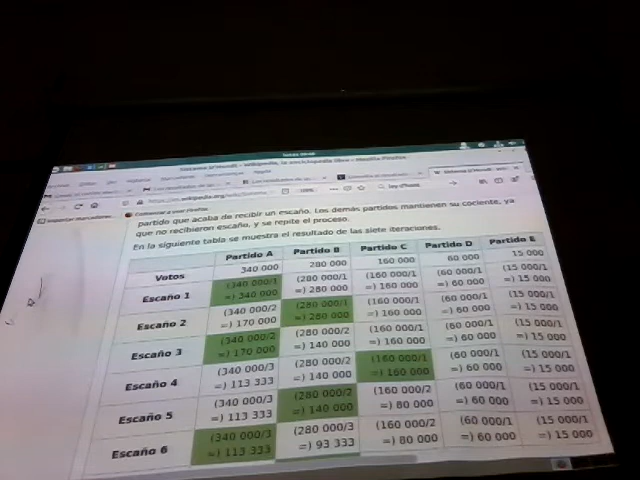 Sistema D'Hondt - Wikipedia, la enciclopedia libre - Mozilla Firefox
partido que acaba de recibir un escaño. Los demás partidos mantienen su cociente, ya
que no recibieron escaño, y se repite el proceso.
En la siguiente tabla se muestra el resultado de las siete iteraciones.
Partido A Partido B Partido C Partido D Partido E
Votos 340 000 280 000 160 000 60 000 15 000
Escaño 1 (340 000/1 (280 000/1 (160 000/1 (60 000/1 (15 000/1
=) 340 000 =) 280 000 =) 160 000 =) 60 000 =) 15 000
Escaño 2 (340 000/2 (280 000/1 (160 000/1 (60 000/1 (15 000/1
=) 170 000 =) 280 000 =) 160 000 =) 60 000 =) 15 000
Escaño 3 (340 000/2 (280 000/2 (160 000/1 (60 000/1 (15 000/1
=) 170 000 =) 140 000 =) 160 000 =) 60 000 =) 15 000
Escaño 4 (340 000/3 (280 000/2 (160 000/1 (60 000/1 (15 000/1
=) 113 333 =) 140 000 =) 160 000 =) 60 000 =) 15 000
Escaño 5 (340 000/3 (280 000/2 (160 000/2 (60 000/1 (15 000/1
=) 113 333 =) 140 000 =) 80 000 =) 60 000 =) 15 000
Escaño 6 (340 000/3 (280 000/3 (160 000/2 (60 000/1 (15 000/1
=) 113 333 =) 93 333 =) 80 000 =) 60 000 =) 15 000